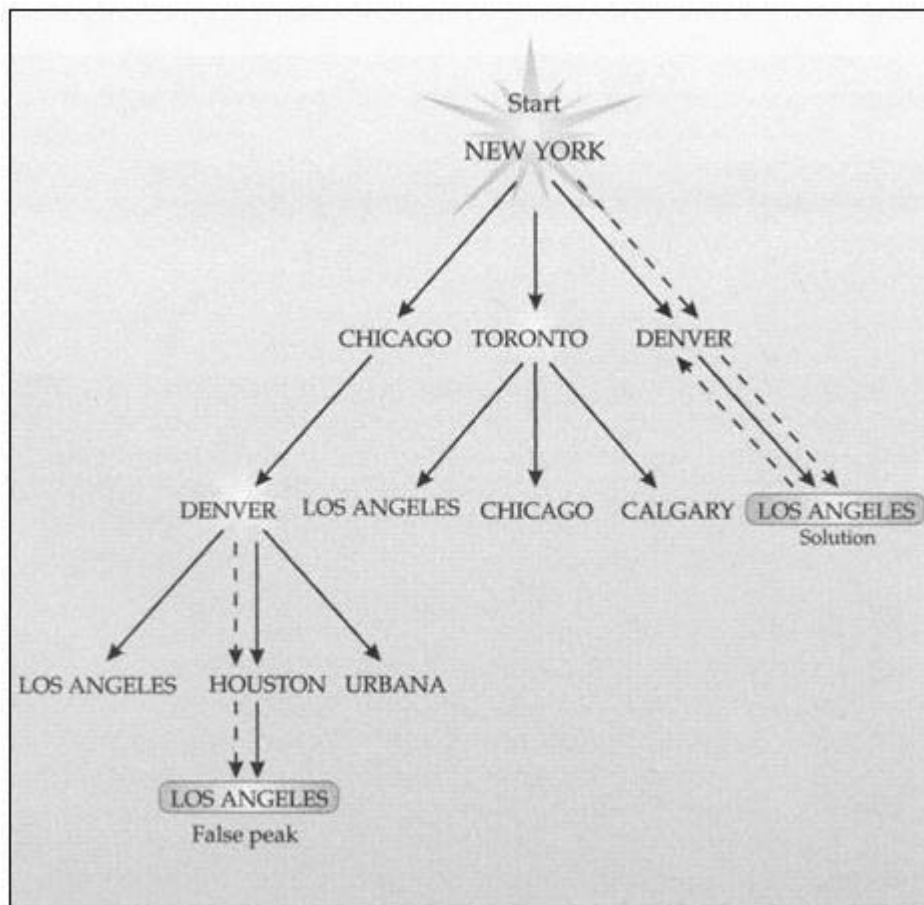 Start
NEW YORK
CHICAGO TORONTO DENVER
DENVER LOS ANGELES CHICAGO CALGARY LOS ANGELES
Solution
LOS ANGELES HOUSTON URBANA
LOS ANGELES
False peak